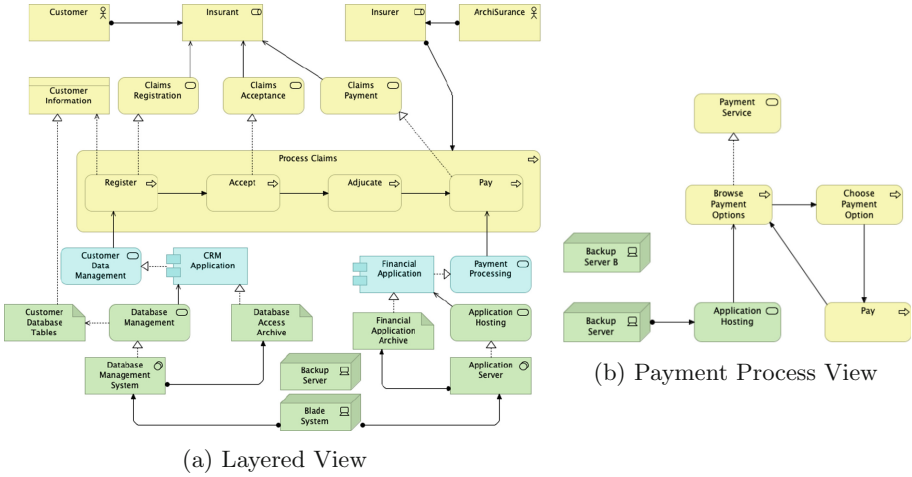 Customer
Insurant
Insurer
ArchiSurance
Customer
Information
Claims
Registration
Claims
Acceptance
Claims
Payment
Process Claims
Register
Accept
Adjucate
Pay
Customer
Data
Management
CRM
Application
Financial
Application
Payment
Processing
Customer
Database
Tables
Database
Management
Database
Access
Archive
Financial
Application
Archive
Application
Hosting
Database
Management
System
Backup
Server
Application
Server
Blade
System
(a) Layered View
Payment
Service
Browse
Payment
Options
Choose
Payment
Option
Backup
Server B
Backup
Server
Application
Hosting
Pay
(b) Payment Process View